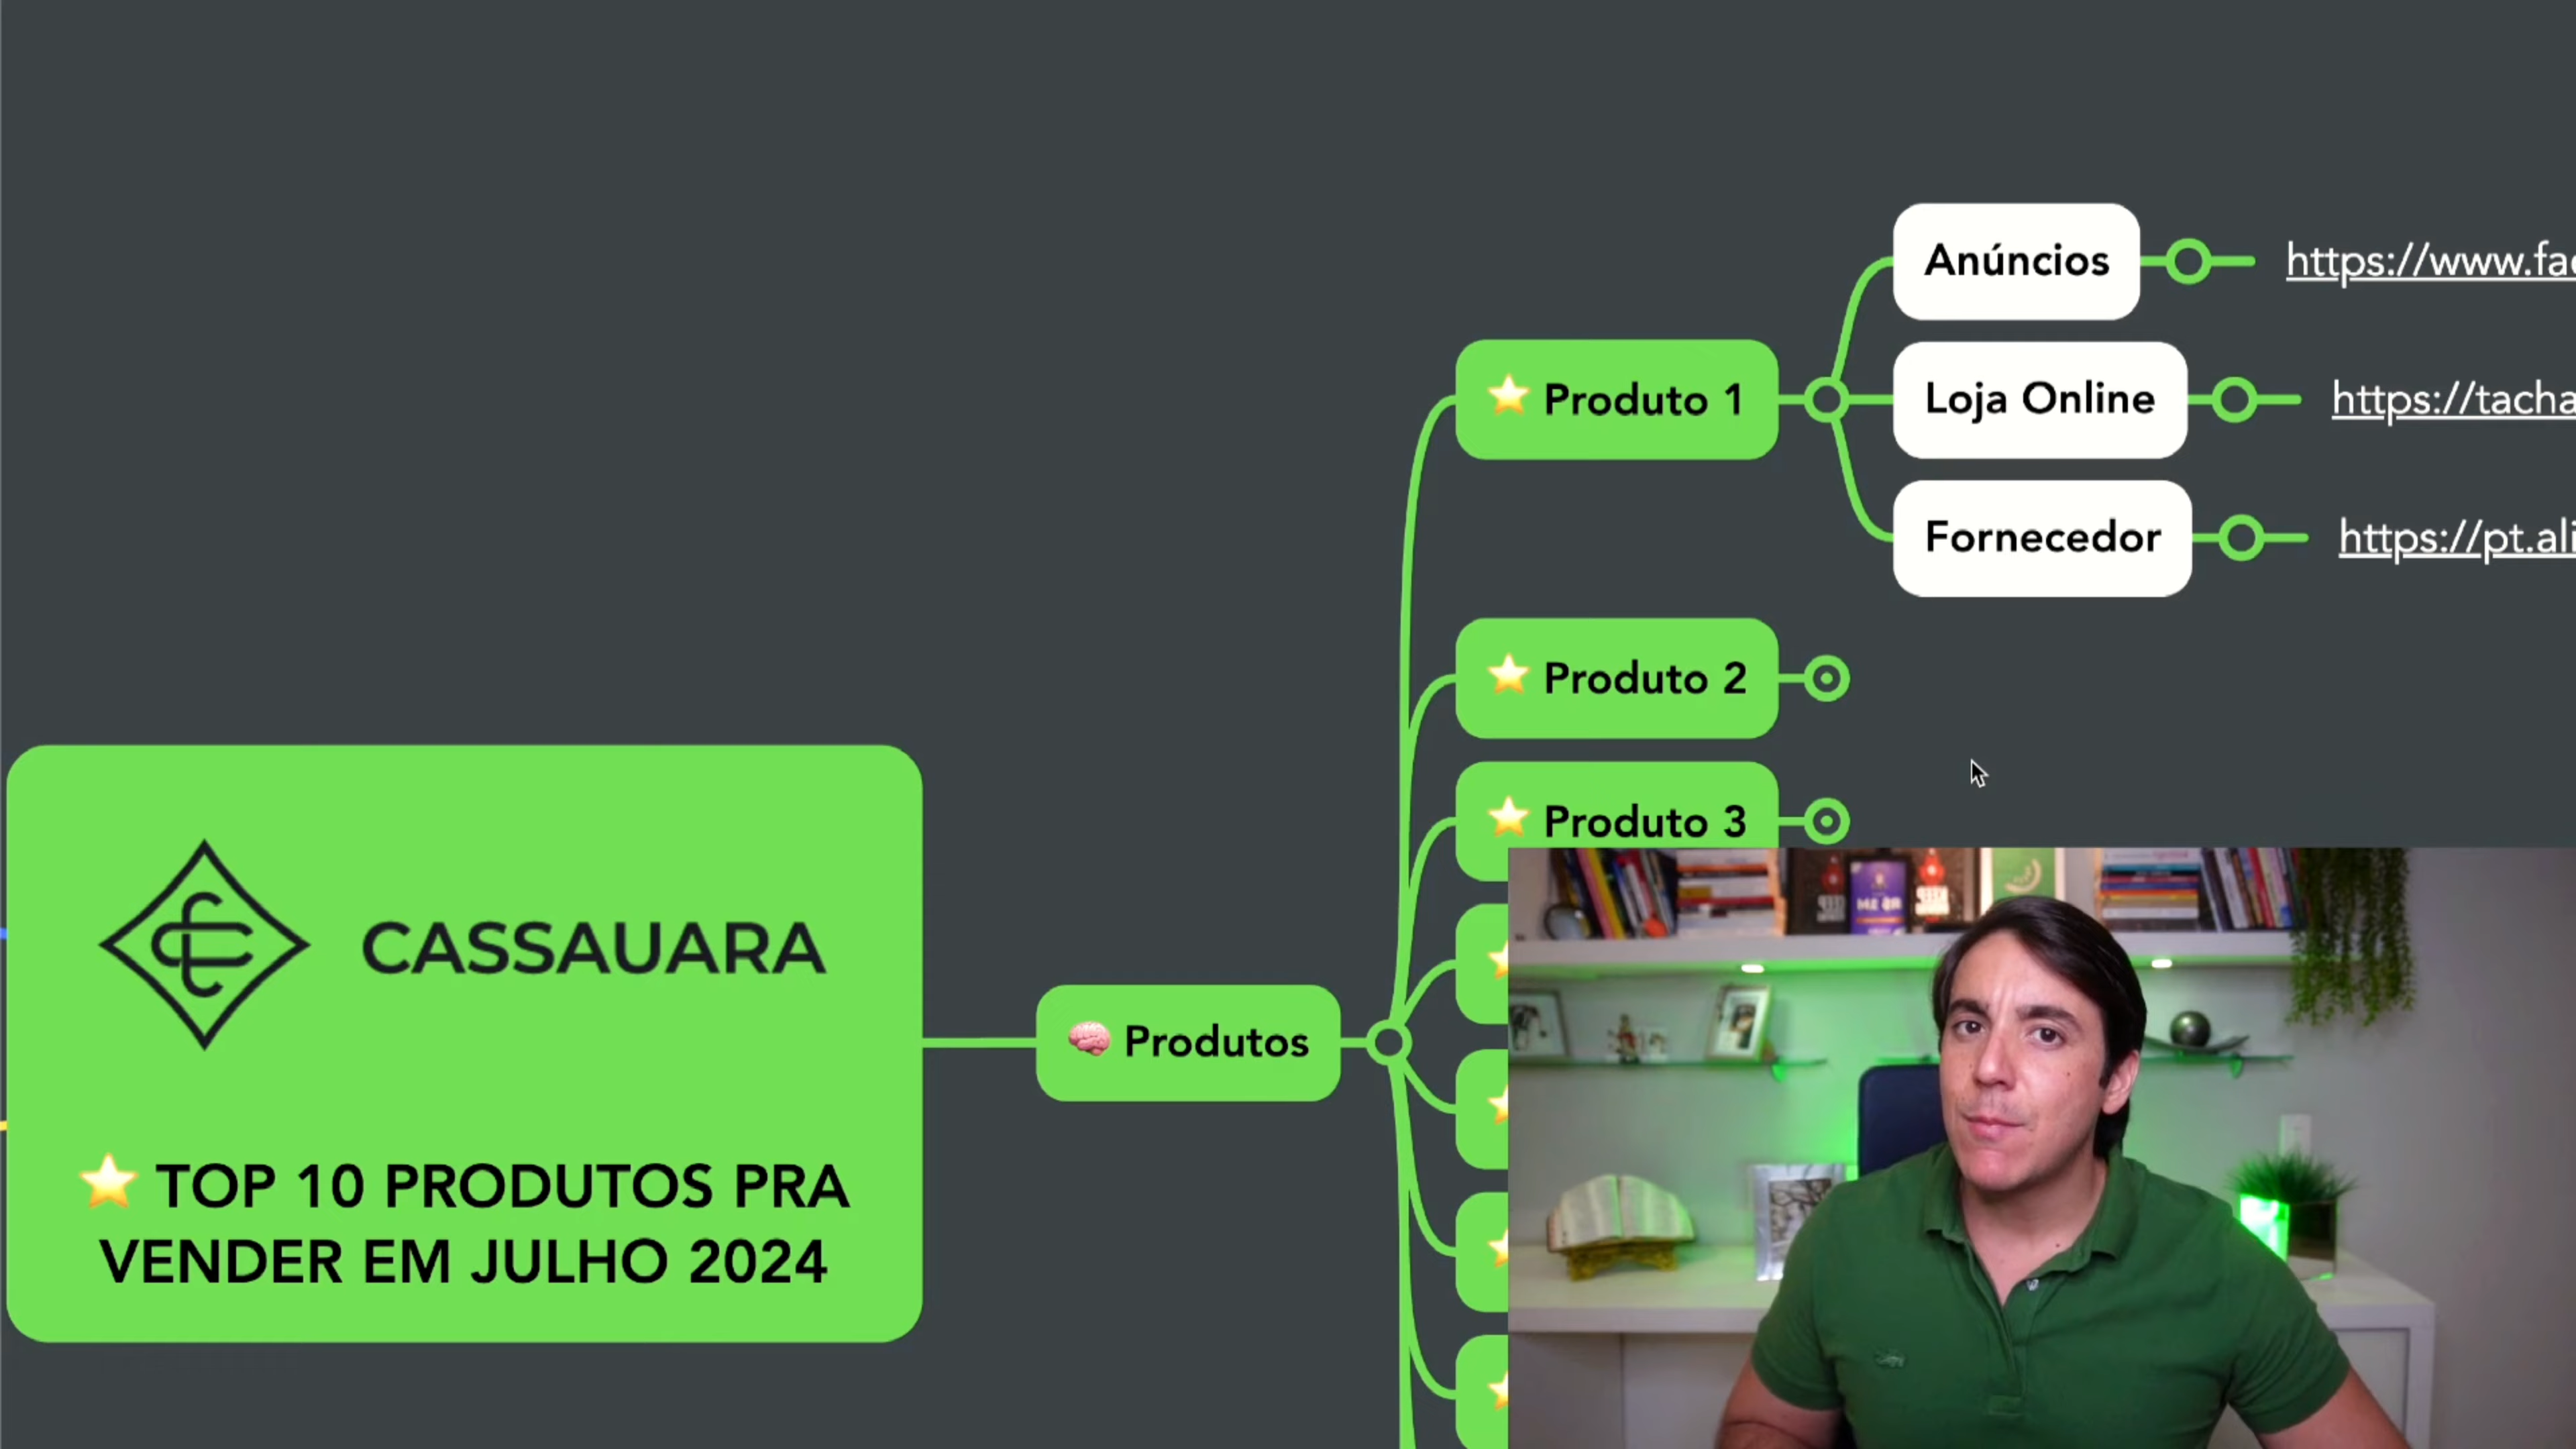 Anúncios
https://www.fac
Produto 1
Loja Online
https://tacha
Fornecedor
https://pt.ali
Produto 2
Produto 3
CASSAUARA
Produtos
TOP 10 PRODUTOS PRA
VENDER EM JULHO 2024